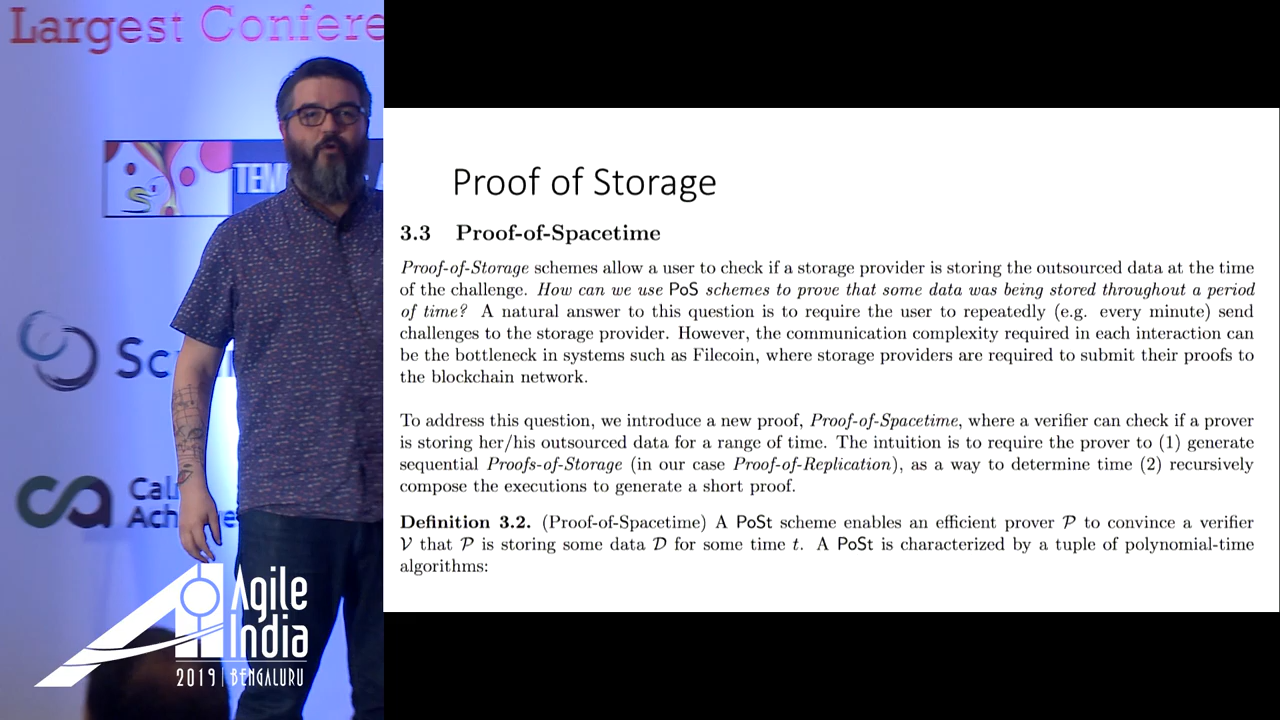 Largest Confere
TEM
Sc
Cal
Ach
Agile
India
2019 | BENGALURU
Proof of Storage
3.3 Proof-of-Spacetime
Proof-of-Storage schemes allow a user to check if a storage provider is storing the outsourced data at the time
of the challenge. How can we use PoS schemes to prove that some data was being stored throughout a period
of time? A natural answer to this question is to require the user to repeatedly (e.g. every minute) send
challenges to the storage provider. However, the communication complexity required in each interaction can
be the bottleneck in systems such as Filecoin, where storage providers are required to submit their proofs to
the blockchain network.
To address this question, we introduce a new proof, Proof-of-Spacetime, where a verifier can check if a prover
is storing her/his outsourced data for a range of time. The intuition is to require the prover to (1) generate
sequential Proofs-of-Storage (in our case Proof-of-Replication), as a way to determine time (2) recursively
compose the executions to generate a short proof.
Definition 3.2. (Proof-of-Spacetime) A PoSt scheme enables an efficient prover 𝒫 to convince a verifier
𝒱 that 𝒫 is storing some data 𝒟 for some time t. A PoSt is characterized by a tuple of polynomial-time
algorithms: